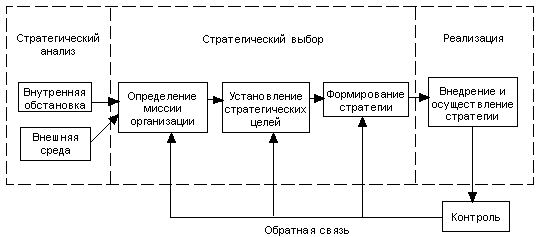 Стратегический
анализ
Стратегический выбор
Реализация
Внутренняя
обстановка
Внешняя
среда
Определение
миссии
организации
Установление
стратегических
целей
Формирование
стратегии
Внедрение и
осуществление
стратегии
Контроль
Обратная связь